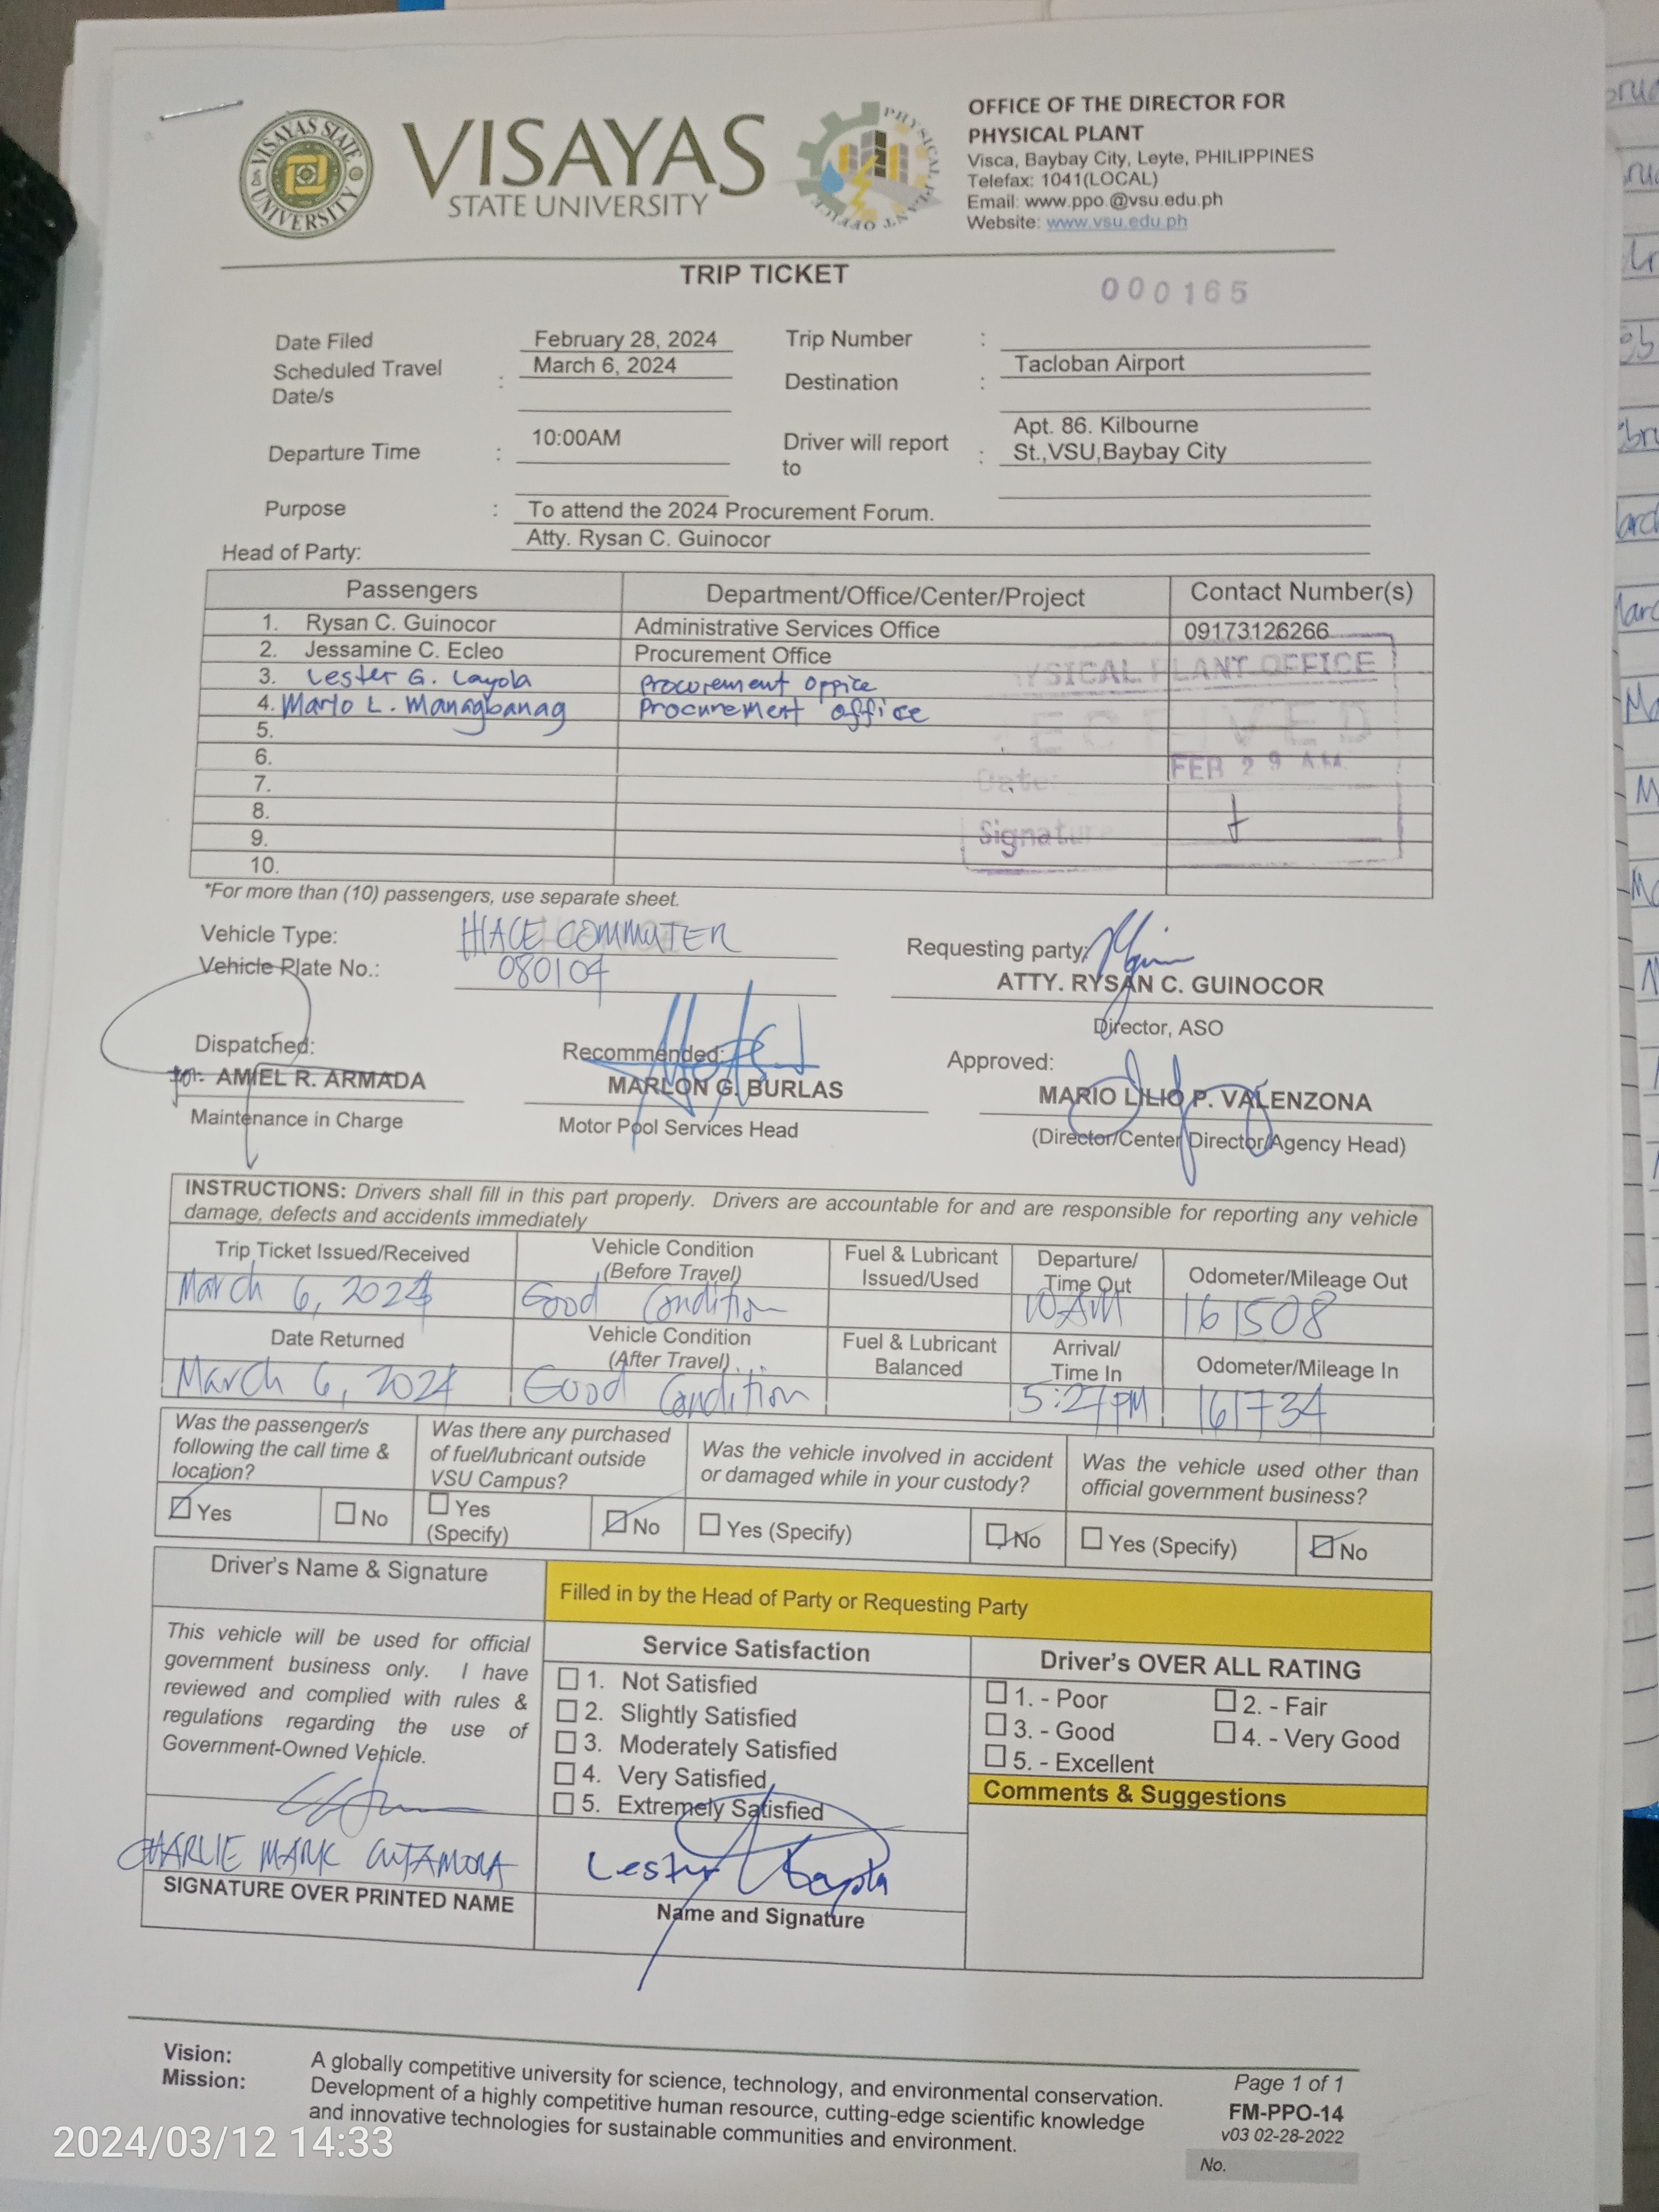 VISAYAS STATE UNIVERSITY
VISAYAS
STATE UNIVERSITY
PHYSICAL PLANT OFFICE
OFFICE OF THE DIRECTOR FOR
PHYSICAL PLANT
Visca, Baybay City, Leyte, PHILIPPINES
Telefax: 1041(LOCAL)
Email: www.ppo.@vsu.edu.ph
Website: www.vsu.edu.ph
TRIP TICKET
000165
Date Filed February 28, 2024 Trip Number :
Scheduled Travel Date/s : March 6, 2024 Destination : Tacloban Airport
Departure Time : 10:00AM Driver will report to : Apt. 86. Kilbourne St.,VSU,Baybay City
Purpose : To attend the 2024 Procurement Forum.
Head of Party: Atty. Rysan C. Guinocor
Passengers Department/Office/Center/Project Contact Number(s)
1. Rysan C. Guinocor Administrative Services Office 09173126266
2. Jessamine C. Ecleo Procurement Office
3. Lester G. Layola Procurement Oppice
4. Marlo L. Managbanag Procurement office
5.
6.
7.
8.
9.
10.
PHYSICAL PLANT OFFICE
RECEIVED
Date: FEB 29 A.M.
Signature
*For more than (10) passengers, use separate sheet.
Vehicle Type: HIACE COMMUTER
Vehicle Plate No.: 080104
Requesting party:
ATTY. RYSAN C. GUINOCOR
Director, ASO
Dispatched: Recommended: Approved:
for: AMIEL R. ARMADA MARLON G. BURLAS MARIO LILIO P. VALENZONA
Maintenance in Charge Motor Pool Services Head (Director/Center Director/Agency Head)
INSTRUCTIONS: Drivers shall fill in this part properly. Drivers are accountable for and are responsible for reporting any vehicle
damage, defects and accidents immediately
Trip Ticket Issued/Received Vehicle Condition (Before Travel) Fuel & Lubricant Issued/Used Departure/ Time Out Odometer/Mileage Out
March 6, 2024 Good Condition 10AM 161508
Date Returned Vehicle Condition (After Travel) Fuel & Lubricant Balanced Arrival/ Time In Odometer/Mileage In
March 6, 2024 Good Condition 5:27PM 161734
Was the passenger/s following the call time & location? Was there any purchased of fuel/lubricant outside VSU Campus? Was the vehicle involved in accident or damaged while in your custody? Was the vehicle used other than official government business?
Yes No Yes (Specify) No Yes (Specify) No Yes (Specify) No
Driver's Name & Signature
Filled in by the Head of Party or Requesting Party
This vehicle will be used for official
government business only. I have
reviewed and complied with rules &
regulations regarding the use of
Government-Owned Vehicle.
CHARLIE MARK GUTAMORA
SIGNATURE OVER PRINTED NAME
Service Satisfaction
1. Not Satisfied
2. Slightly Satisfied
3. Moderately Satisfied
4. Very Satisfied
5. Extremely Satisfied
Lester
Name and Signature
Driver's OVER ALL RATING
1. - Poor 2. - Fair
3. - Good 4. - Very Good
5. - Excellent
Comments & Suggestions
Vision: A globally competitive university for science, technology, and environmental conservation.
Mission: Development of a highly competitive human resource, cutting-edge scientific knowledge
and innovative technologies for sustainable communities and environment.
Page 1 of 1
FM-PPO-14
v03 02-28-2022
No.
2024/03/12 14:33